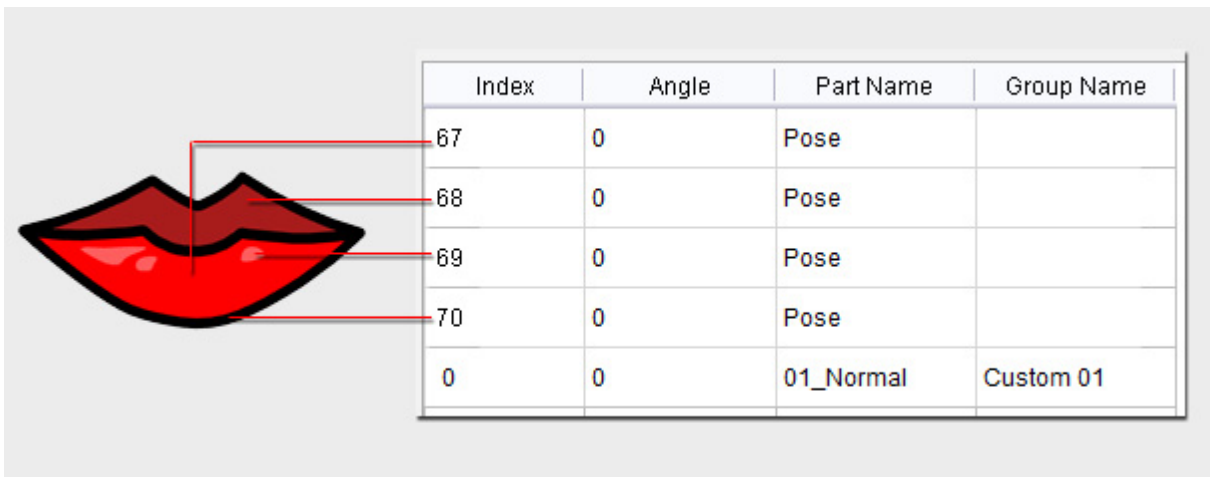 Index Angle Part Name Group Name
67 0 Pose
68 0 Pose
69 0 Pose
70 0 Pose
0 0 01_Normal Custom 01